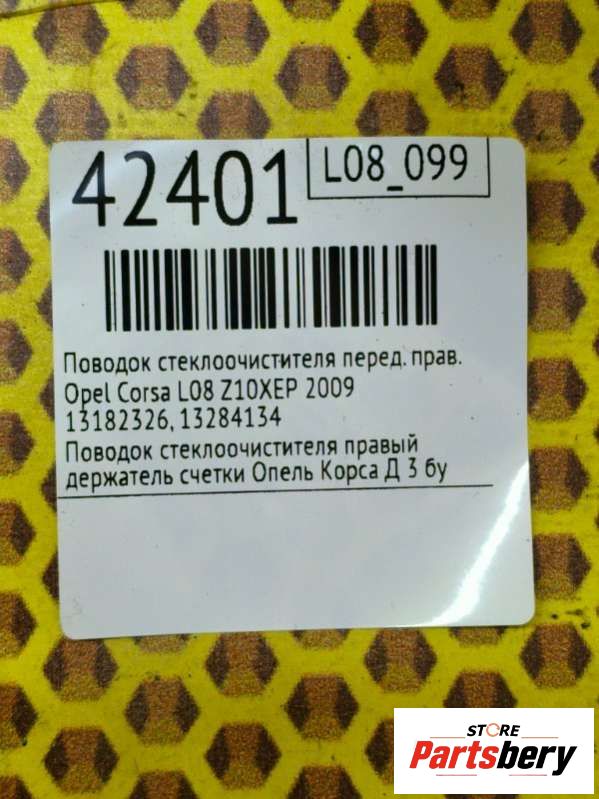 42401
L08_099
Поводок стеклоочистителя перед. прав.
Opel Corsa L08 Z10XEP 2009
13182326, 13284134
Поводок стеклоочистителя правый
держатель счетки Опель Корса Д 3 бу
STORE
Partsbery